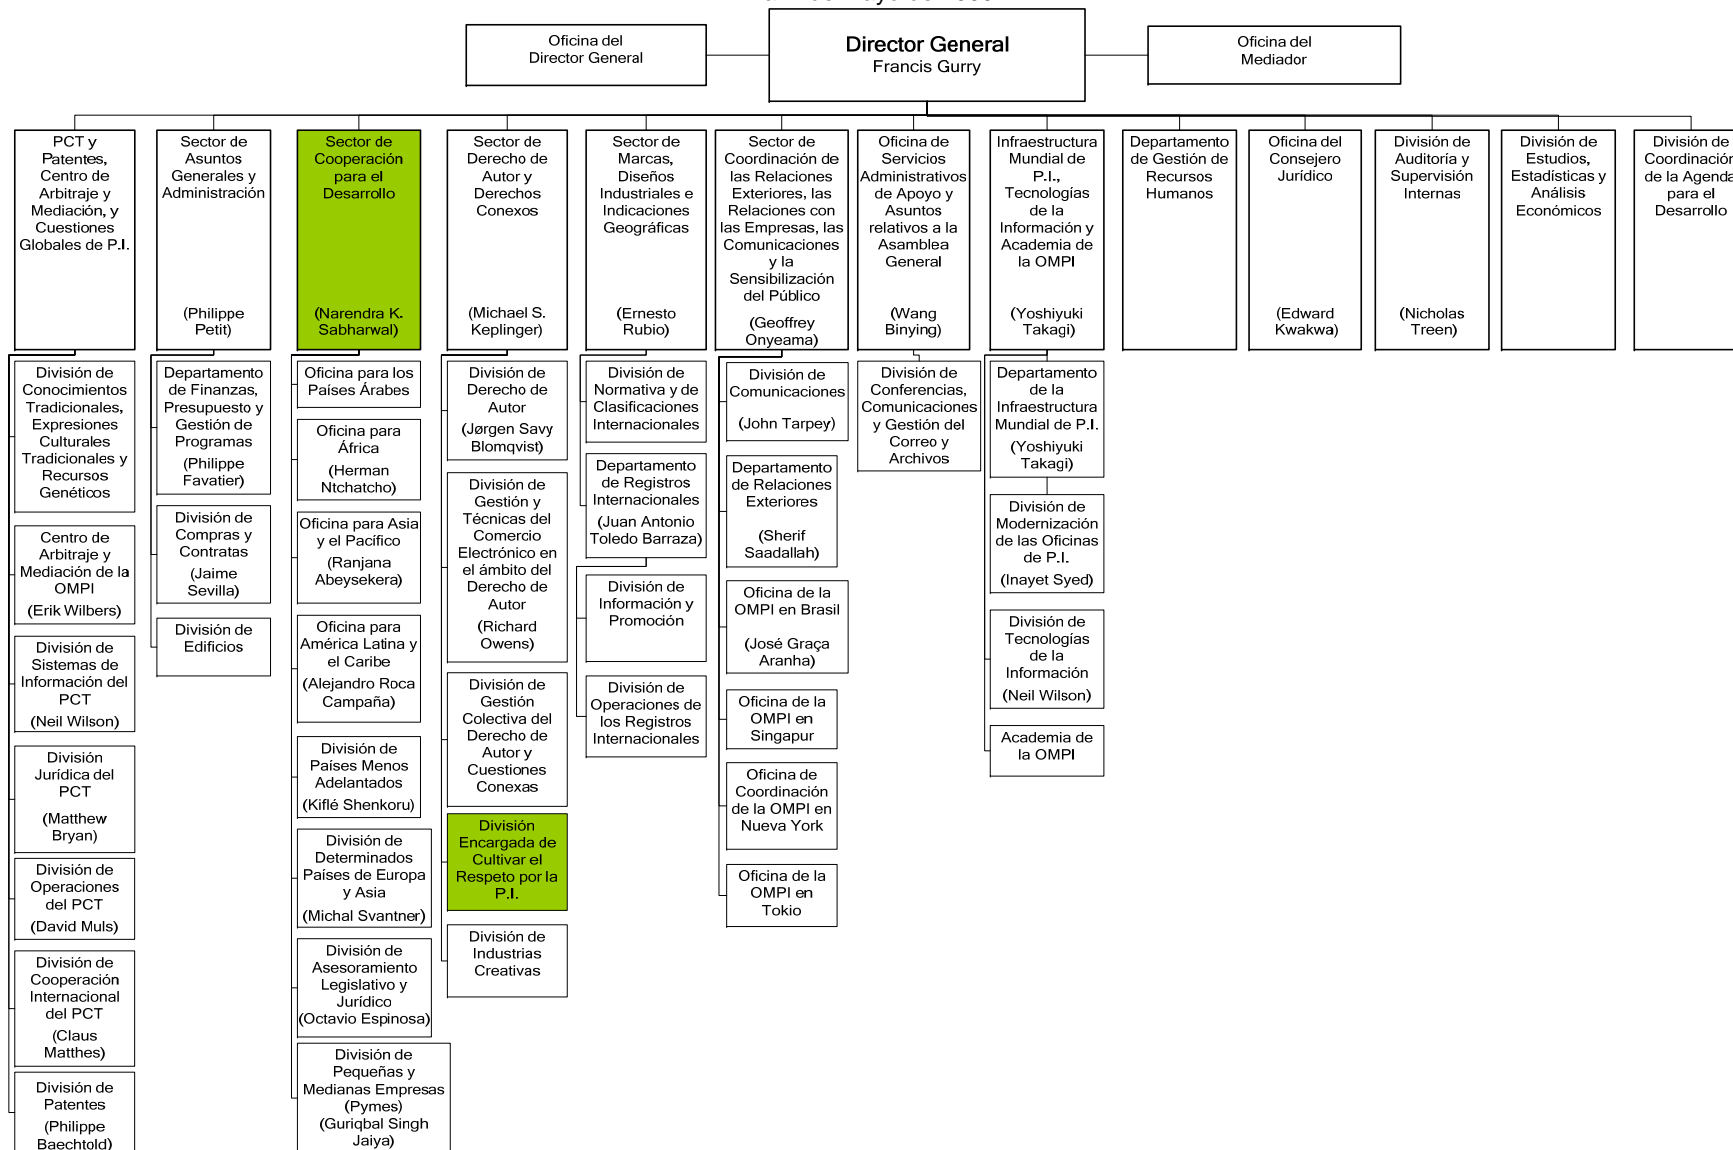 Oficina del
Director General
Director General
Francis Gurry
Oficina del
Mediador
PCT y
Patentes,
Centro de
Arbitraje y
Mediación, y
Cuestiones
Globales de P.I.
Sector de
Asuntos
Generales y
Administración
(Philippe
Petit)
Sector de
Cooperación
para el
Desarrollo
(Narendra K.
Sabharwal)
Sector de
Derecho de
Autor y
Derechos
Conexos
(Michael S.
Keplinger)
Sector de
Marcas,
Diseños
Industriales e
Indicaciones
Geográficas
(Ernesto
Rubio)
Sector de
Coordinación de
las Relaciones
Exteriores, las
Relaciones con
las Empresas, las
Comunicaciones
y la
Sensibilización
del Público
(Geoffrey
Onyeama)
Oficina de
Servicios
Administrativos
de Apoyo y
Asuntos
relativos a la
Asamblea
General
(Wang
Binying)
Infraestructura
Mundial de
P.I.,
Tecnologías
de la
Información y
Academia de
la OMPI
(Yoshiyuki
Takagi)
Departamento
de Gestión de
Recursos
Humanos
Oficina del
Consejero
Jurídico
(Edward
Kwakwa)
División de
Auditoría y
Supervisión
Internas
(Nicholas
Treen)
División de
Estudios,
Estadísticas y
Análisis
Económicos
División de
Coordinación
de la Agenda
para el
Desarrollo
División de
Conocimientos
Tradicionales,
Expresiones
Culturales
Tradicionales y
Recursos
Genéticos
Centro de
Arbitraje y
Mediación de la
OMPI
(Erik Wilbers)
División de
Sistemas de
Información del
PCT
(Neil Wilson)
División
Jurídica del
PCT
(Matthew
Bryan)
División de
Operaciones
del PCT
(David Muls)
División de
Cooperación
Internacional
del PCT
(Claus
Matthes)
División de
Patentes
(Philippe
Baechtold)
Departamento
de Finanzas,
Presupuesto y
Gestión de
Programas
(Philippe
Favatier)
División de
Compras y
Contratas
(Jaime
Sevilla)
División de
Edificios
Oficina para los
Países Árabes
Oficina para
África
(Herman
Ntchatcho)
Oficina para Asia
y el Pacífico
(Ranjana
Abeysekera)
Oficina para
América Latina y
el Caribe
(Alejandro Roca
Campaña)
División de
Países Menos
Adelantados
(Kiflé Shenkoru)
División de
Determinados
Países de Europa
y Asia
(Michal Svantner)
División de
Asesoramiento
Legislativo y
Jurídico
(Octavio Espinosa)
División de
Pequeñas y
Medianas Empresas
(Pymes)
(Guriqbal Singh
Jaiya)
División de
Derecho de
Autor
(Jørgen Savy
Blomqvist)
División de
Gestión y
Técnicas del
Comercio
Electrónico en
el ámbito del
Derecho de
Autor
(Richard
Owens)
División de
Gestión
Colectiva del
Derecho de
Autor y
Cuestiones
Conexas
División
Encargada de
Cultivar el
Respeto por la
P.I.
División de
Industrias
Creativas
División de
Normativa y de
Clasificaciones
Internacionales
Departamento
de Registros
Internacionales
(Juan Antonio
Toledo Barraza)
División de
Información y
Promoción
División de
Operaciones de
los Registros
Internacionales
División de
Comunicaciones
(John Tarpey)
Departamento
de Relaciones
Exteriores
(Sherif
Saadallah)
Oficina de la
OMPI en Brasil
(José Graça
Aranha)
Oficina de la
OMPI en
Singapur
Oficina de
Coordinación
de la OMPI en
Nueva York
Oficina de la
OMPI en
Tokio
División de
Conferencias,
Comunicaciones
y Gestión del
Correo y
Archivos
Departamento
de la
Infraestructura
Mundial de P.I.
(Yoshiyuki
Takagi)
División de
Modernización
de las Oficinas
de P.I.
(Inayet Syed)
División de
Tecnologías
de la
Información
(Neil Wilson)
Academia de
la OMPI